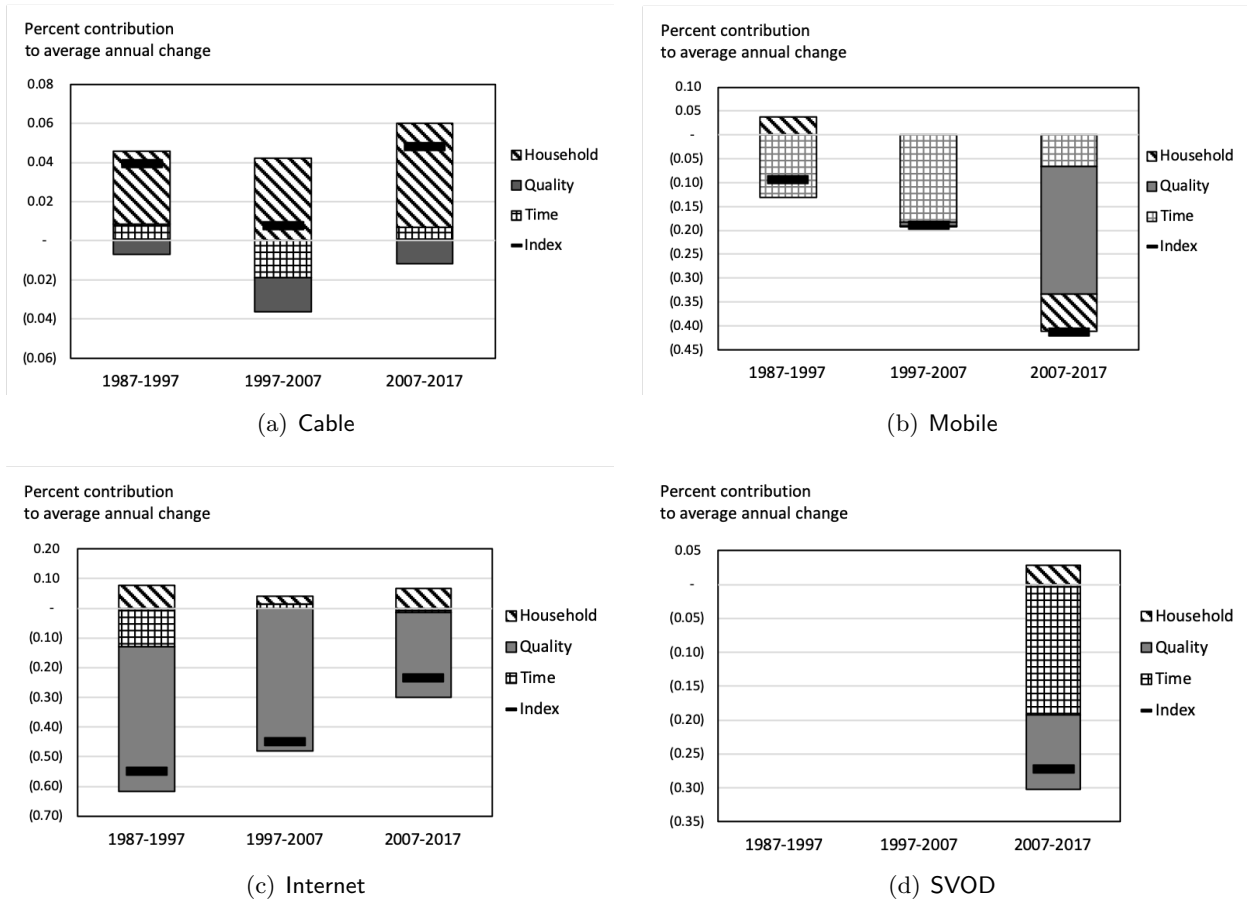 Percent contribution
to average annual change
0.08
0.06
0.04
0.02
-
(0.02)
(0.04)
(0.06)
1987-1997
1997-2007
2007-2017
Household
Quality
Time
Index
(a) Cable
Percent contribution
to average annual change
0.10
0.05
-
(0.05)
(0.10)
(0.15)
(0.20)
(0.25)
(0.30)
(0.35)
(0.40)
(0.45)
1987-1997
1997-2007
2007-2017
Household
Quality
Time
Index
(b) Mobile
Percent contribution
to average annual change
0.20
0.10
-
(0.10)
(0.20)
(0.30)
(0.40)
(0.50)
(0.60)
(0.70)
1987-1997
1997-2007
2007-2017
Household
Quality
Time
Index
(c) Internet
Percent contribution
to average annual change
0.05
-
(0.05)
(0.10)
(0.15)
(0.20)
(0.25)
(0.30)
(0.35)
1987-1997
1997-2007
2007-2017
Household
Quality
Time
Index
(d) SVOD